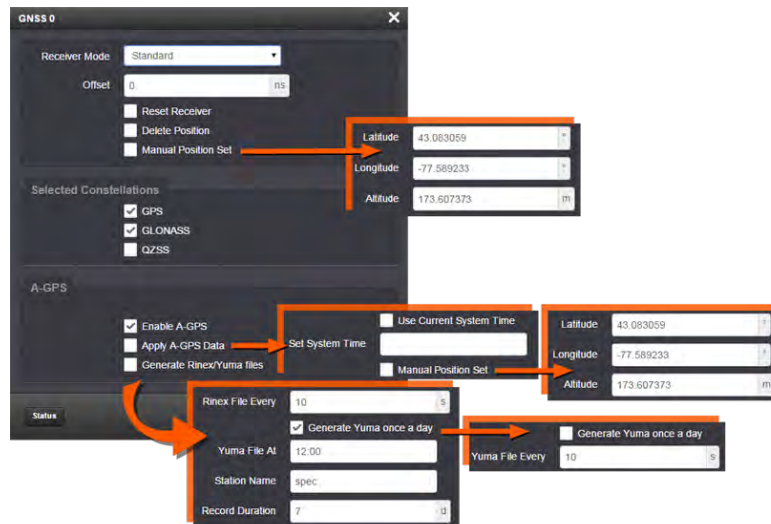 GNSS 0
Receiver Mode Standard
Offset 0 ns
Reset Receiver
Delete Position
Manual Position Set
Latitude 43.083059 °
Longitude -77.589233 °
Altitude 173.607373 m
Selected Constellations
GPS
GLONASS
QZSS
A-GPS
Enable A-GPS
Apply A-GPS Data
Generate Rinex/Yuma files
Use Current System Time
Set System Time
Manual Position Set
Latitude 43.083059 °
Longitude -77.589233 °
Altitude 173.607373 m
Status
Rinex File Every 10 s
Generate Yuma once a day
Yuma File At 12:00
Station Name spec
Record Duration 7 d
Generate Yuma once a day
Yuma File Every 10 s